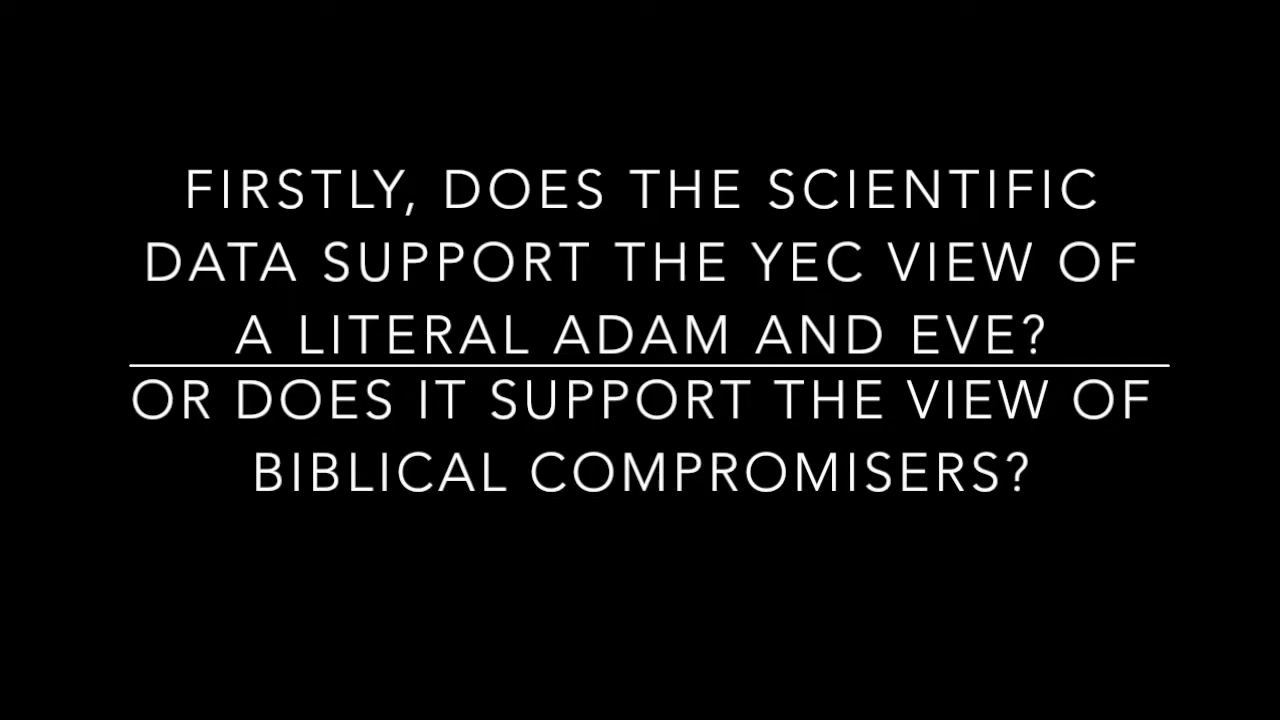 FIRSTLY, DOES THE SCIENTIFIC
DATA SUPPORT THE YEC VIEW OF
A LITERAL ADAM AND EVE?
OR DOES IT SUPPORT THE VIEW OF
BIBLICAL COMPROMISERS?